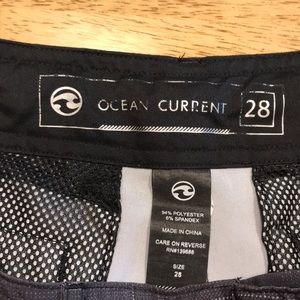 OCEAN CURRENT 28
94% POLYESTER
6% SPANDEX
MADE IN CHINA
CARE ON REVERSE
RN#139688
SIZE
28